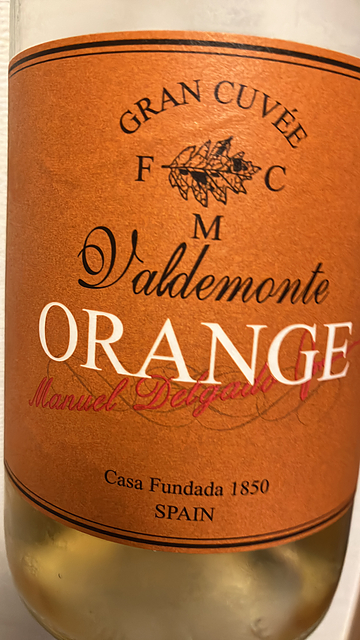 GRAN CUVÉE
F C
M
Valdemonte
ORANGE
Manuel Delgado
Casa Fundada 1850
SPAIN